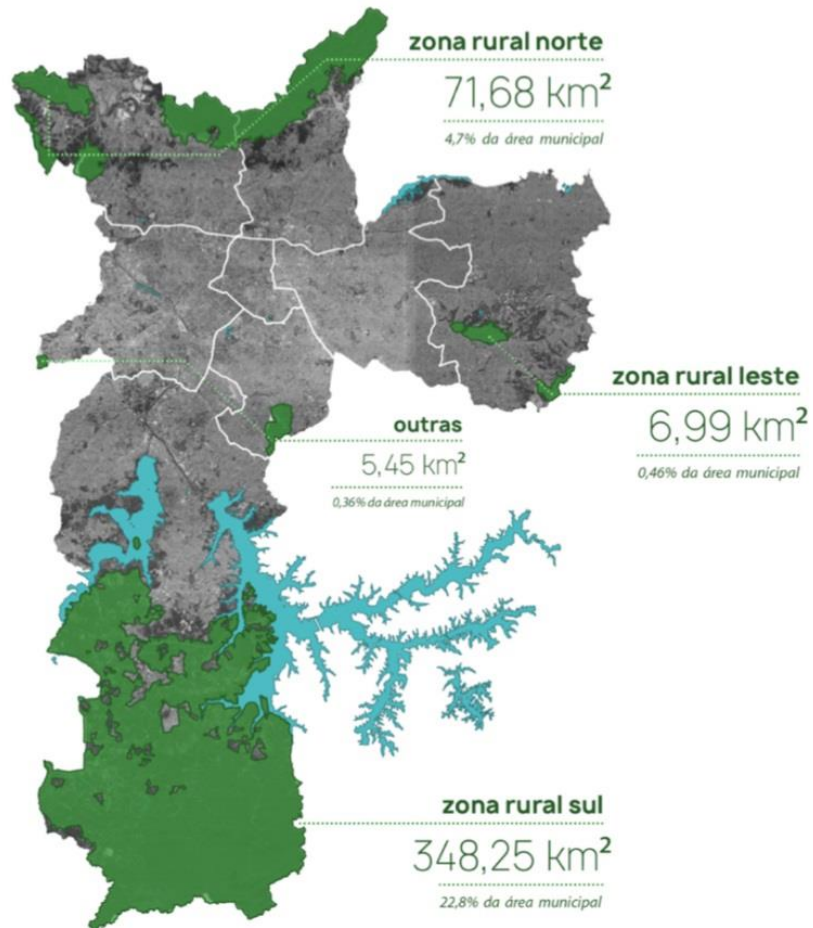 zona rural norte
71,68 km²
4,7% da área municipal
zona rural leste
6,99 km²
0,46% da área municipal
outras
5,45 km²
0,36% da área municipal
zona rural sul
348,25 km²
22,8% da área municipal